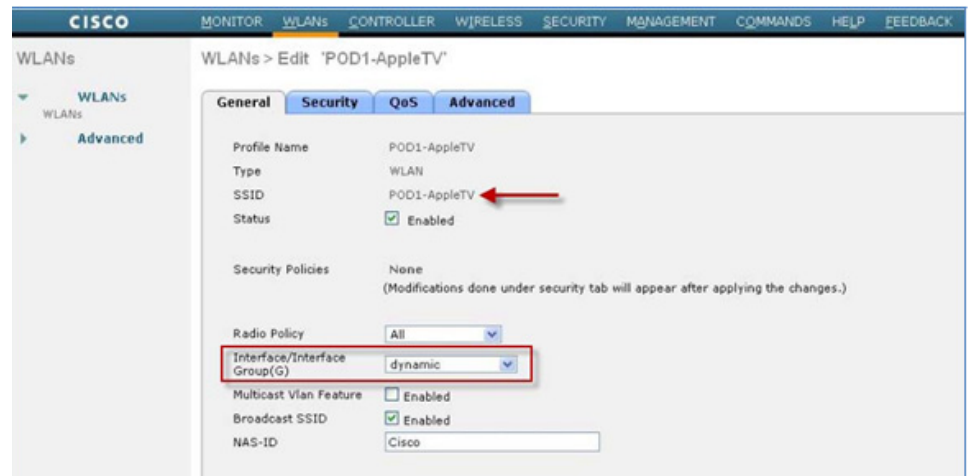 CISCO MONITOR WLANs CONTROLLER WIRELESS SECURITY MANAGEMENT COMMANDS HELP FEEDBACK
WLANs
WLANs
WLANs
Advanced
WLANs > Edit 'POD1-AppleTV'
General Security QoS Advanced
Profile Name POD1-AppleTV
Type WLAN
SSID POD1-AppleTV
Status Enabled
Security Policies None
(Modifications done under security tab will appear after applying the changes.)
Radio Policy All
Interface/Interface
Group(G) dynamic
Multicast Vlan Feature Enabled
Broadcast SSID Enabled
NAS-ID Cisco